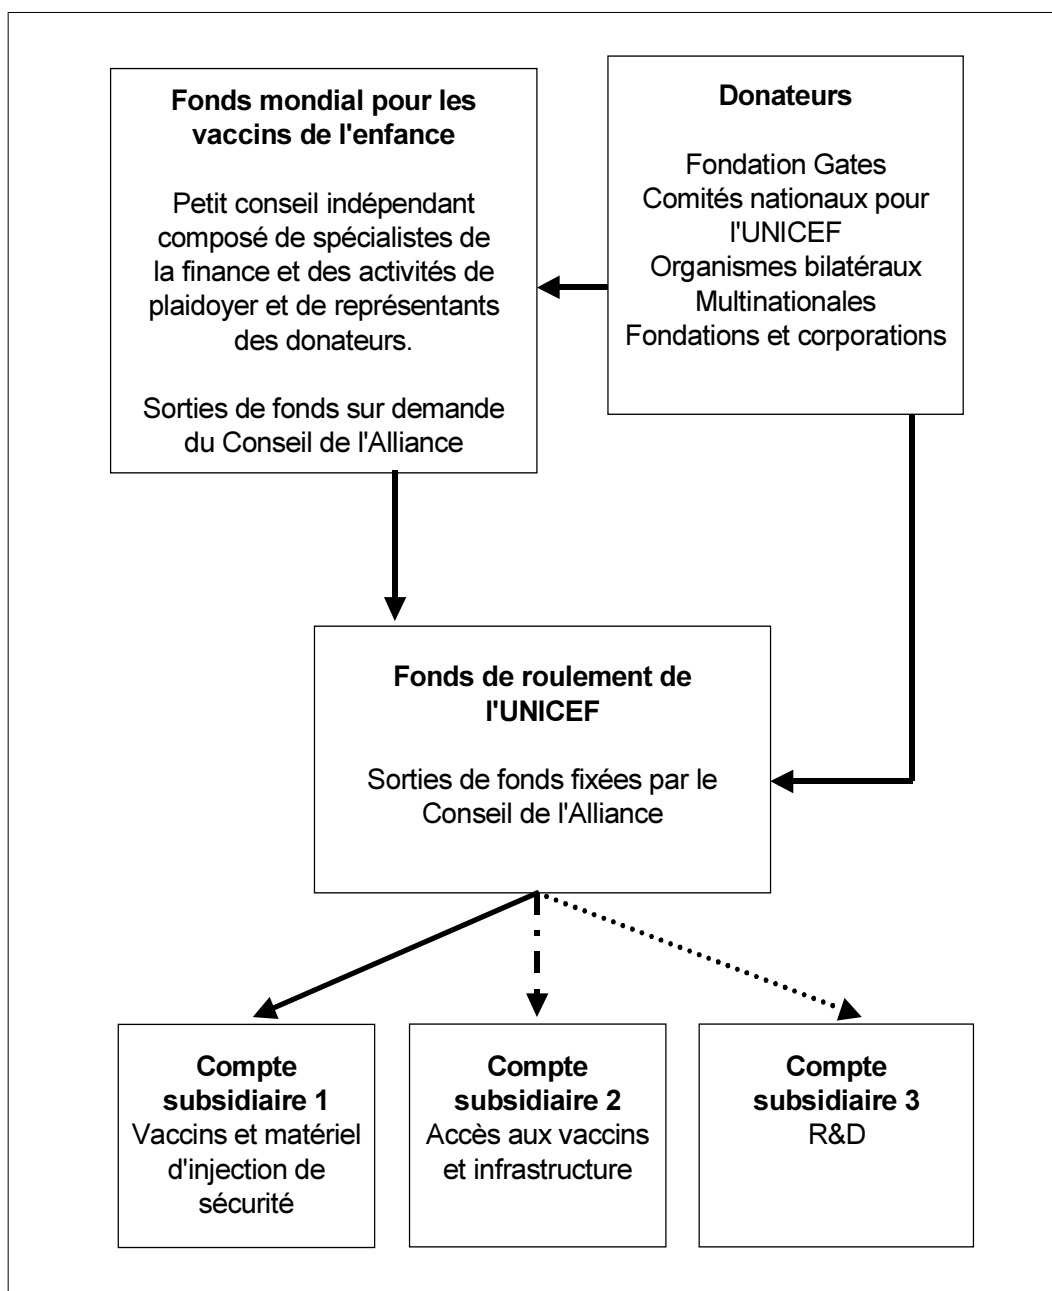 Fonds mondial pour les
vaccins de l'enfance
Petit conseil indépendant
composé de spécialistes de
la finance et des activités de
plaidoyer et de représentants
des donateurs.
Sorties de fonds sur demande
du Conseil de l'Alliance
Donateurs
Fondation Gates
Comités nationaux pour
l'UNICEF
Organismes bilatéraux
Multinationales
Fondations et corporations
Fonds de roulement de
l'UNICEF
Sorties de fonds fixées par le
Conseil de l'Alliance
Compte
subsidiaire 1
Vaccins et matériel
d'injection de
sécurité
Compte
subsidiaire 2
Accès aux vaccins
et infrastructure
Compte
subsidiaire 3
R&D